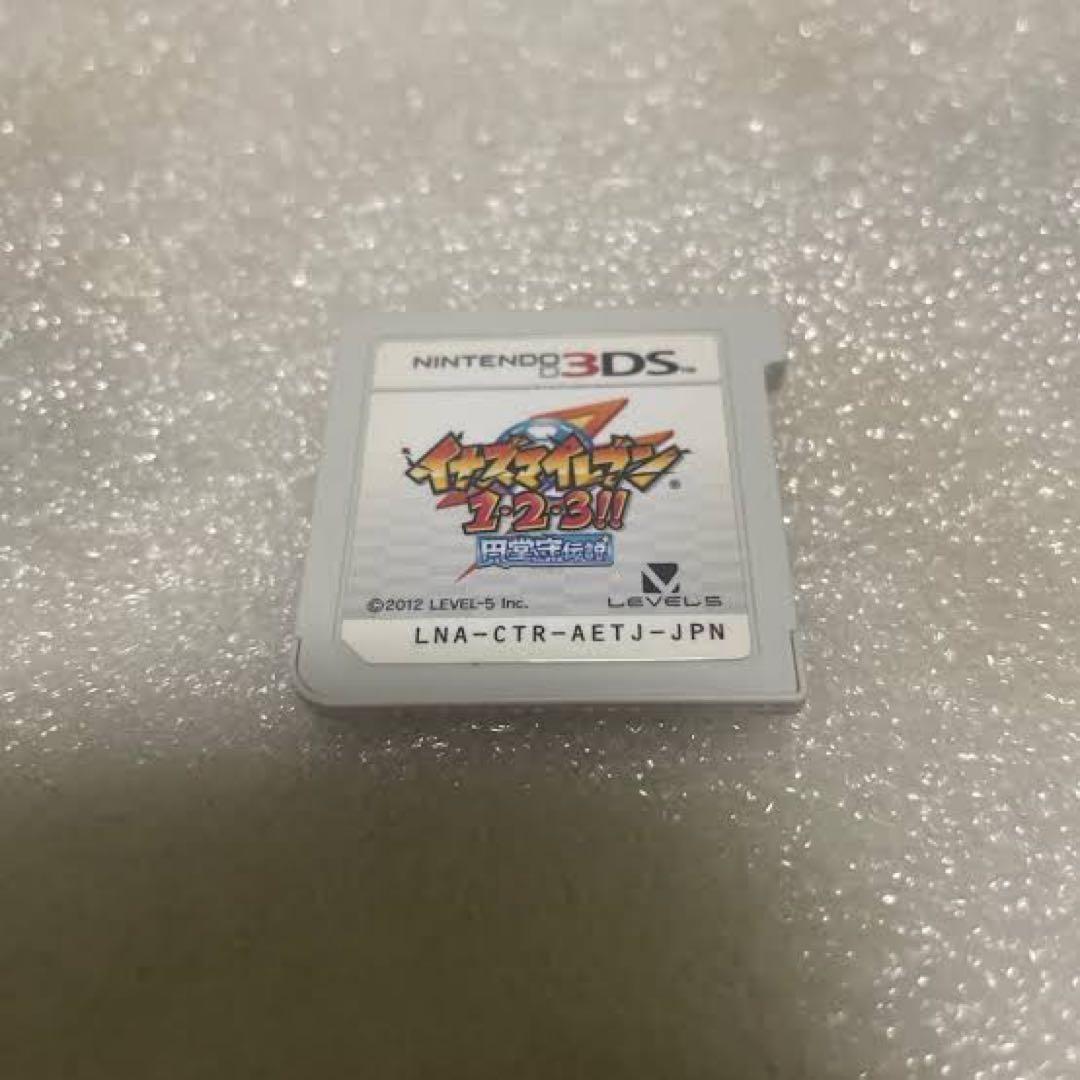 NINTENDO 3DS™
イナズマイレブン®
1・2・3!!
円堂守伝説
©2012 LEVEL-5 Inc.
LEVEL5
LNA-CTR-AETJ-JPN